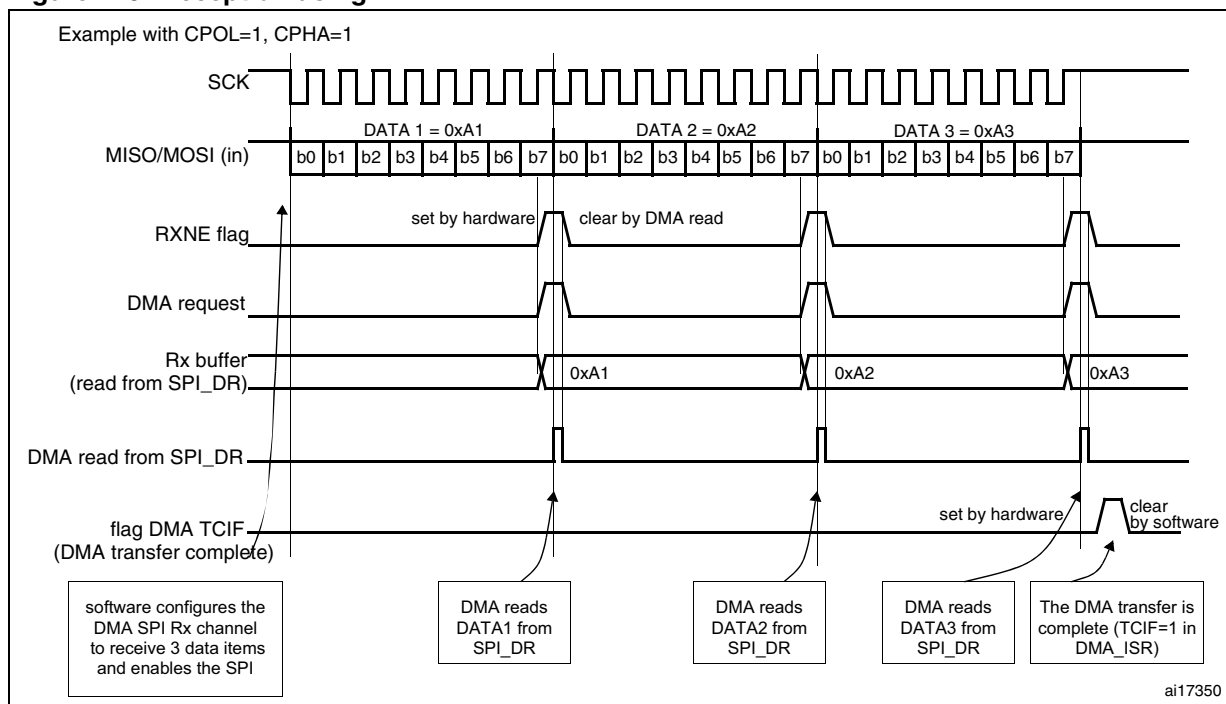 Example with CPOL=1, CPHA=1
SCK
DATA 1 = 0xA1 DATA 2 = 0xA2 DATA 3 = 0xA3
MISO/MOSI (in) b0 b1 b2 b3 b4 b5 b6 b7 b0 b1 b2 b3 b4 b5 b6 b7 b0 b1 b2 b3 b4 b5 b6 b7
set by hardware clear by DMA read
RXNE flag
DMA request
Rx buffer
(read from SPI_DR) 0xA1 0xA2 0xA3
DMA read from SPI_DR
flag DMA TCIF set by hardware clear
(DMA transfer complete) by software
software configures the
DMA SPI Rx channel
to receive 3 data items
and enables the SPI
DMA reads
DATA1 from
SPI_DR
DMA reads
DATA2 from
SPI_DR
DMA reads
DATA3 from
SPI_DR
The DMA transfer is
complete (TCIF=1 in
DMA_ISR)
ai17350